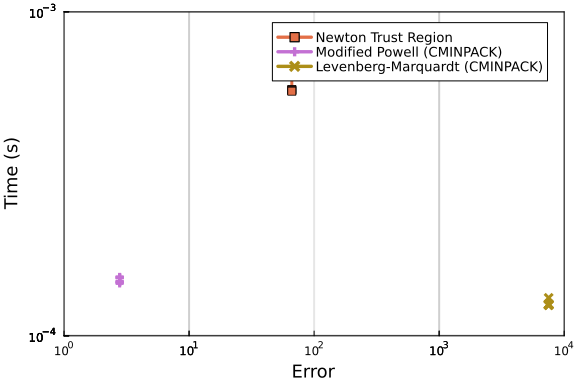 10⁻³
Newton Trust Region
Modified Powell (CMINPACK)
Levenberg-Marquardt (CMINPACK)
Time (s)
10⁻⁴
10⁰ 10¹ 10² 10³ 10⁴
Error